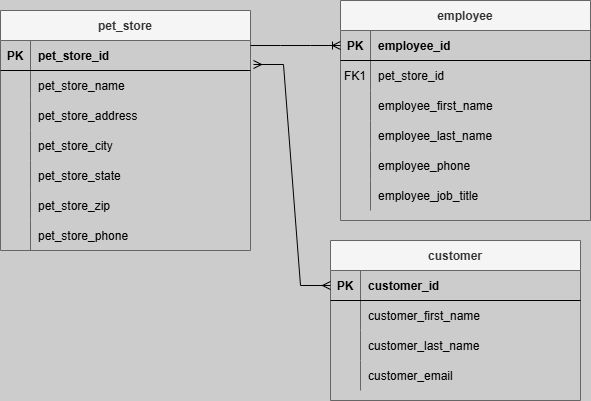 pet_store
PK pet_store_id
pet_store_name
pet_store_address
pet_store_city
pet_store_state
pet_store_zip
pet_store_phone
employee
PK employee_id
FK1 pet_store_id
employee_first_name
employee_last_name
employee_phone
employee_job_title
customer
PK customer_id
customer_first_name
customer_last_name
customer_email